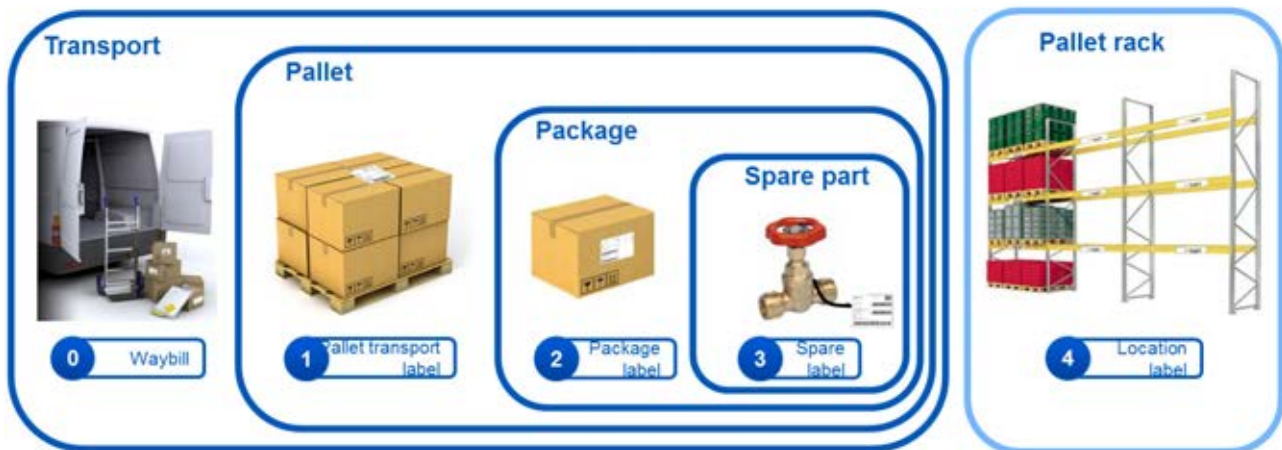 Transport
Pallet
Package
Spare part
Pallet rack
0
Waybill
1
Pallet transport
label
2
Package
label
3
Spare
label
4
Location
label